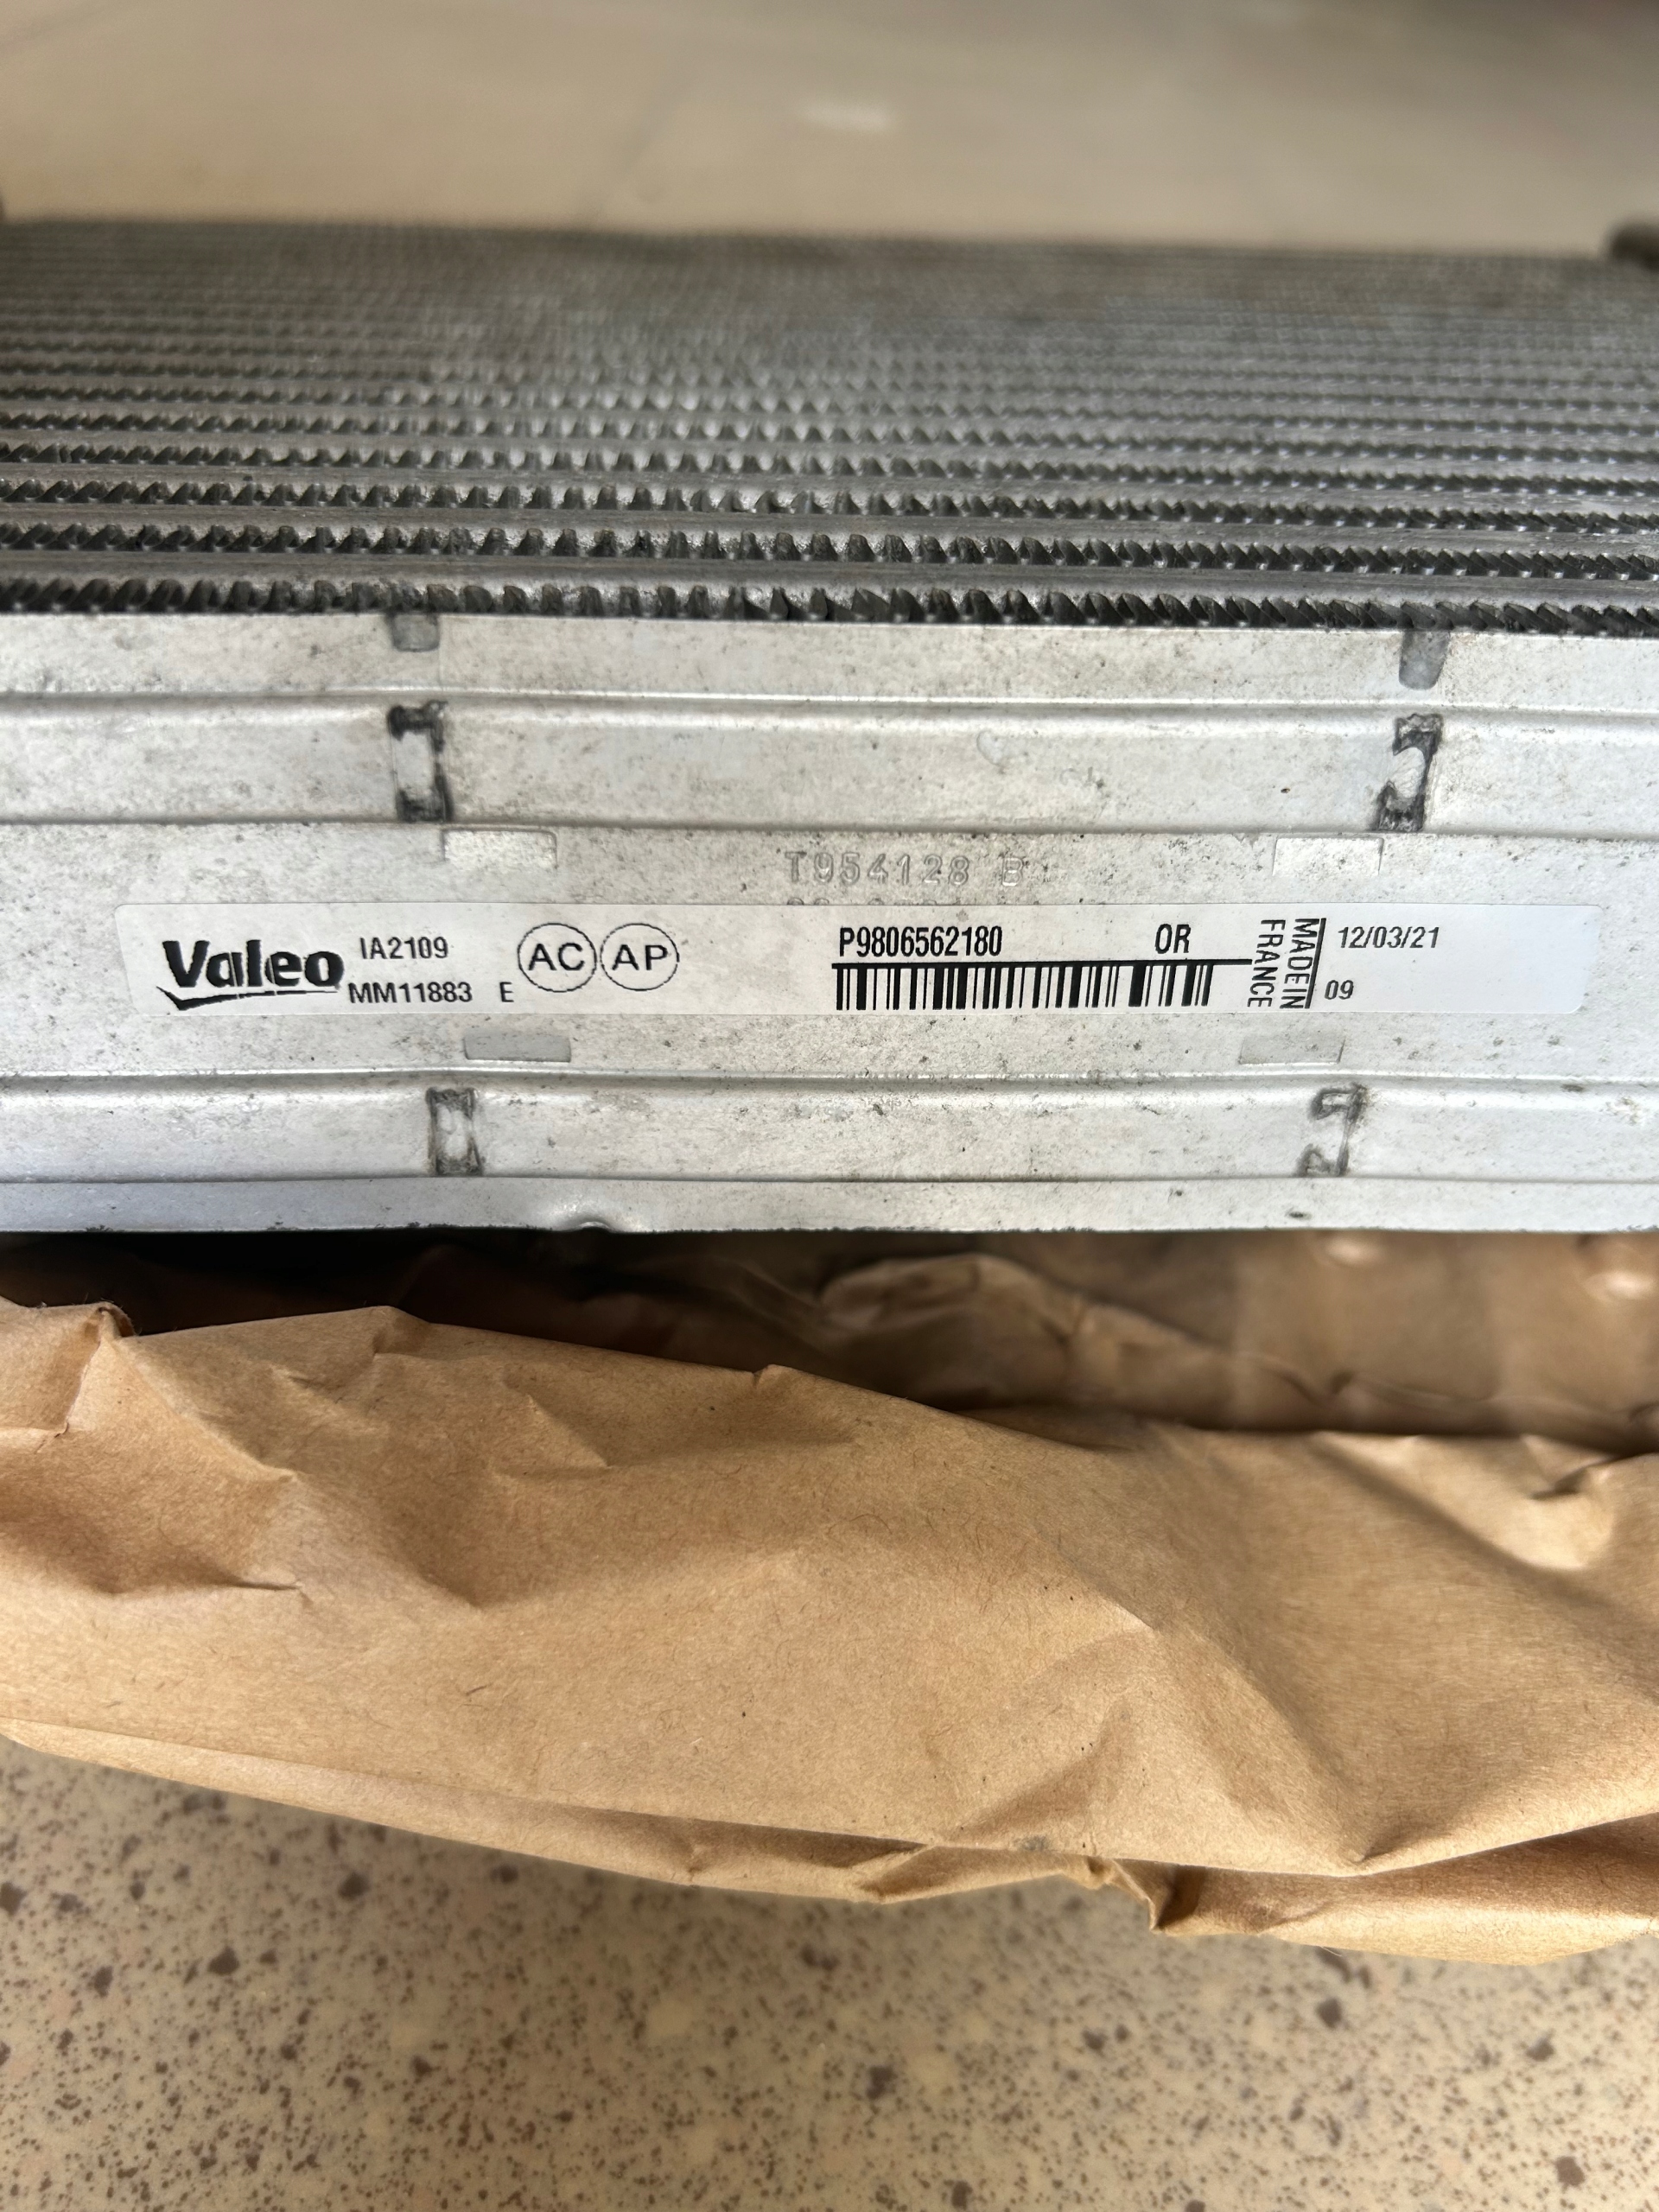 T954128 B
Valeo IA2109
MM11883 E
AC AP
P9806562180 OR
MADE IN
FRANCE
12/03/21
09